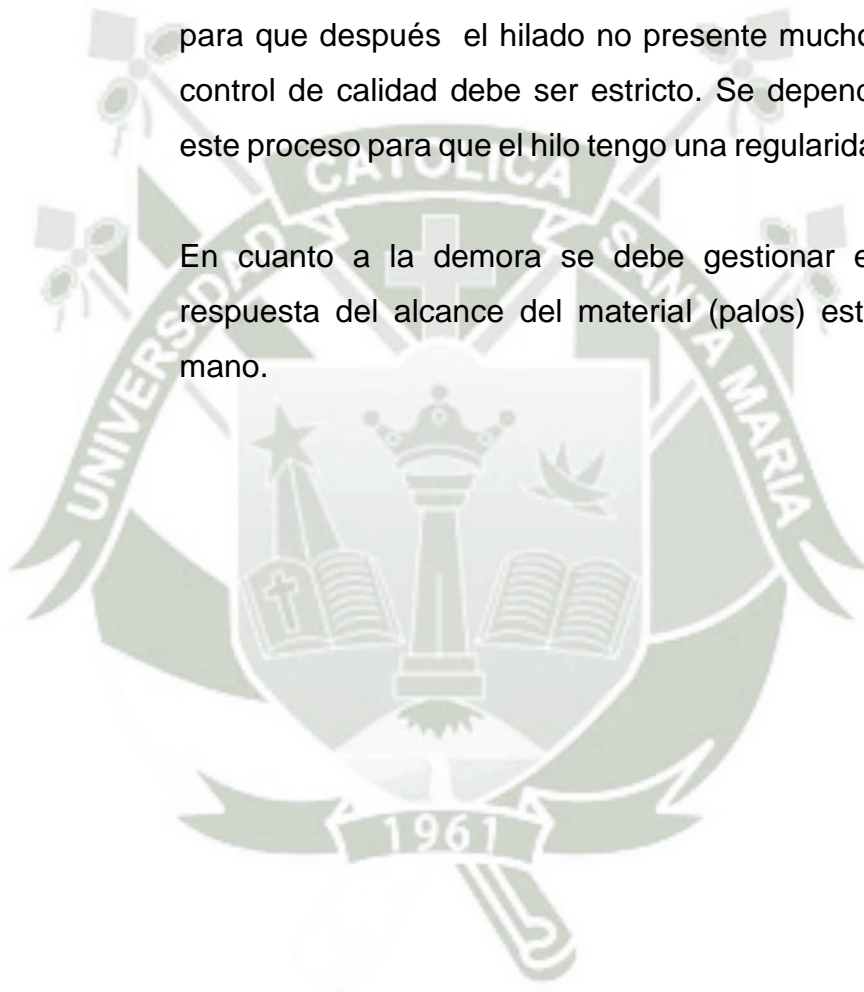 para que después el hilado no presente mucho
control de calidad debe ser estricto. Se depend
este proceso para que el hilo tengo una regularida
CATOLICA
UNIVERSIDAD
SANTA MARIA
En cuanto a la demora se debe gestionar e
respuesta del alcance del material (palos) est
mano.
1961